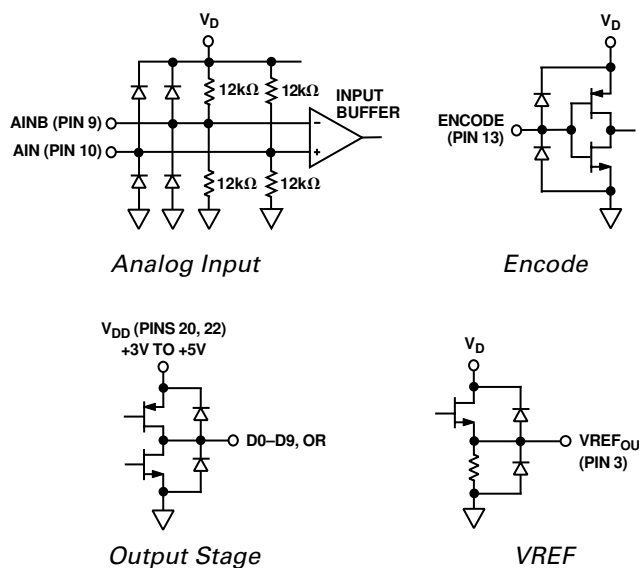 VD
12kΩ 12kΩ
INPUT
BUFFER
AINB (PIN 9)
–
AIN (PIN 10)
+
12kΩ 12kΩ
Analog Input
VD
ENCODE
(PIN 13)
Encode
VDD (PINS 20, 22)
+3V TO +5V
D0–D9, OR
Output Stage
VD
VREFOU
(PIN 3)
VREF